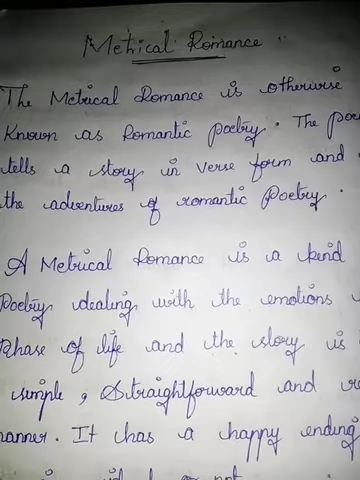 Metrical Romance
The Metrical Romance is otherwise
known as Romantic poetry. The
tells a story in verse form and
the adventures of romantic Poetry.
A Metrical Romance is a kind
Poetry dealing with the emotions
Phase of life and the story is
simple, Straightforward and
It has a happy ending